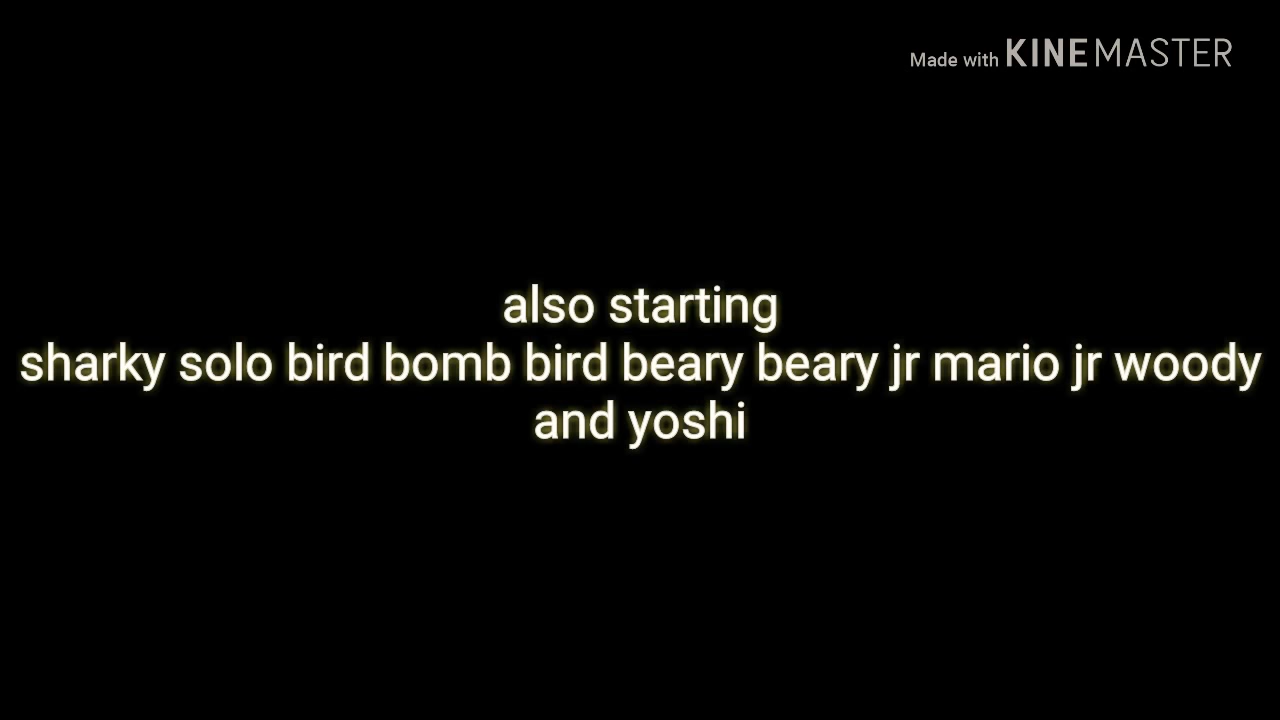 Made with KINEMASTER
also starting
sharky solo bird bomb bird beary beary jr mario jr woody
and yoshi